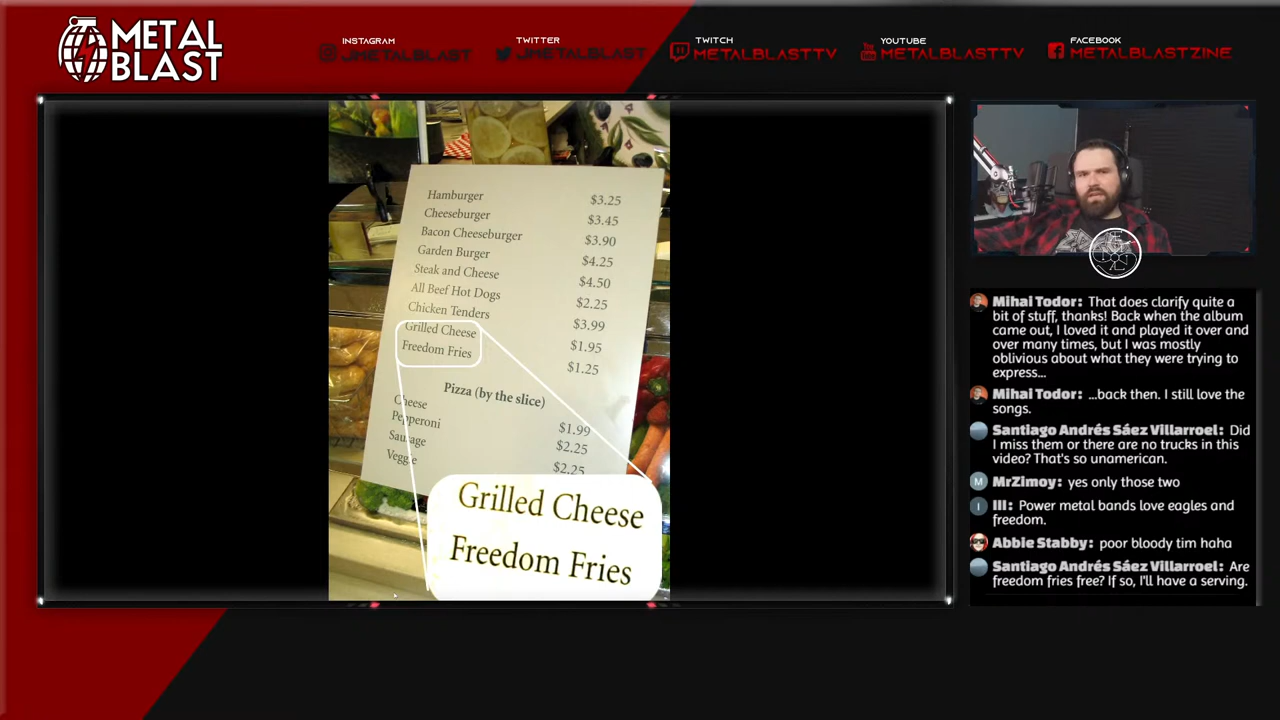 METAL
BLAST
INSTAGRAM
JMETALBLAST
TWITTER
JMETALBLAST
TWITCH
METALBLASTTV
YOUTUBE
METALBLASTTV
FACEBOOK
METALBLASTZINE
Hamburger $3.25
Cheeseburger $3.45
Bacon Cheeseburger $3.90
Garden Burger $4.25
Steak and Cheese $4.50
All Beef Hot Dogs $2.25
Chicken Tenders $3.99
Grilled Cheese $1.95
Freedom Fries $1.25
Pizza (by the slice)
Cheese $1.99
Pepperoni $2.25
Sausage $2.25
Veggie
Grilled Cheese
Freedom Fries
Mihai Todor: That does clarify quite a
bit of stuff, thanks! Back when the album
came out, I loved it and played it over and
over many times, but I was mostly
oblivious about what they were trying to
express...
Mihai Todor: ...back then. I still love the
songs.
Santiago Andrés Sáez Villarroel: Did
I miss them or there are no trucks in this
video? That's so unamerican.
M MrZimoy: yes only those two
I III: Power metal bands love eagles and
freedom.
Abbie Stabby: poor bloody tim haha
Santiago Andrés Sáez Villarroel: Are
freedom fries free? If so, I'll have a serving.